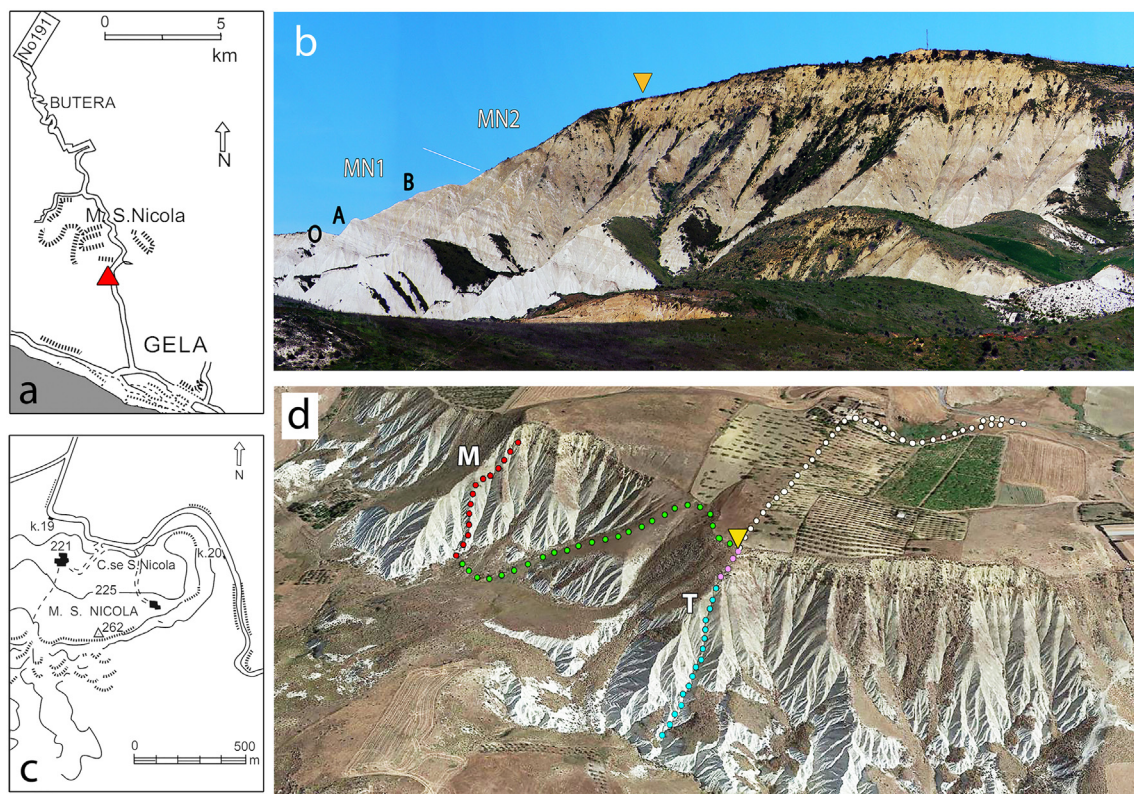 a
0 5
km
No191
BUTERA
N
M. S.Nicola
GELA
b
MN2
MN1
B
A
O
c
N
k.19
221
k.20
C.se S.Nicola
225
M. S. NICOLA
262
0 500
m
d
M
T